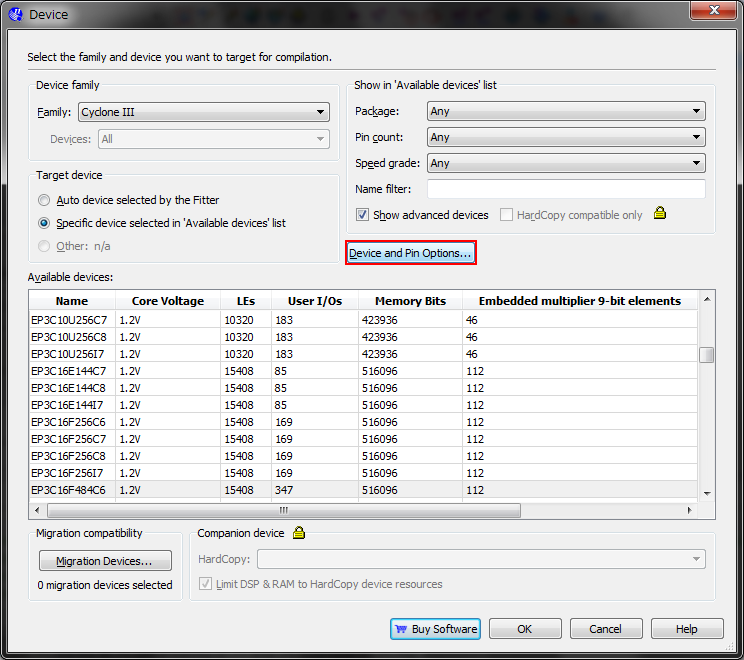 Device
Select the family and device you want to target for compilation.
Device family
Family: Cyclone III
Devices: All
Show in 'Available devices' list
Package: Any
Pin count: Any
Speed grade: Any
Name filter:
Show advanced devices HardCopy compatible only
Target device
Auto device selected by the Fitter
Specific device selected in 'Available devices' list
Other: n/a
Device and Pin Options...
Available devices:
Name Core Voltage LEs User I/Os Memory Bits Embedded multiplier 9-bit elements
EP3C10U256C7 1.2V 10320 183 423936 46
EP3C10U256C8 1.2V 10320 183 423936 46
EP3C10U256I7 1.2V 10320 183 423936 46
EP3C16E144C7 1.2V 15408 85 516096 112
EP3C16E144C8 1.2V 15408 85 516096 112
EP3C16E144I7 1.2V 15408 85 516096 112
EP3C16F256C6 1.2V 15408 169 516096 112
EP3C16F256C7 1.2V 15408 169 516096 112
EP3C16F256C8 1.2V 15408 169 516096 112
EP3C16F256I7 1.2V 15408 169 516096 112
EP3C16F484C6 1.2V 15408 347 516096 112
Migration compatibility
Migration Devices...
0 migration devices selected
Companion device
HardCopy:
Limit DSP & RAM to HardCopy device resources
Buy Software OK Cancel Help